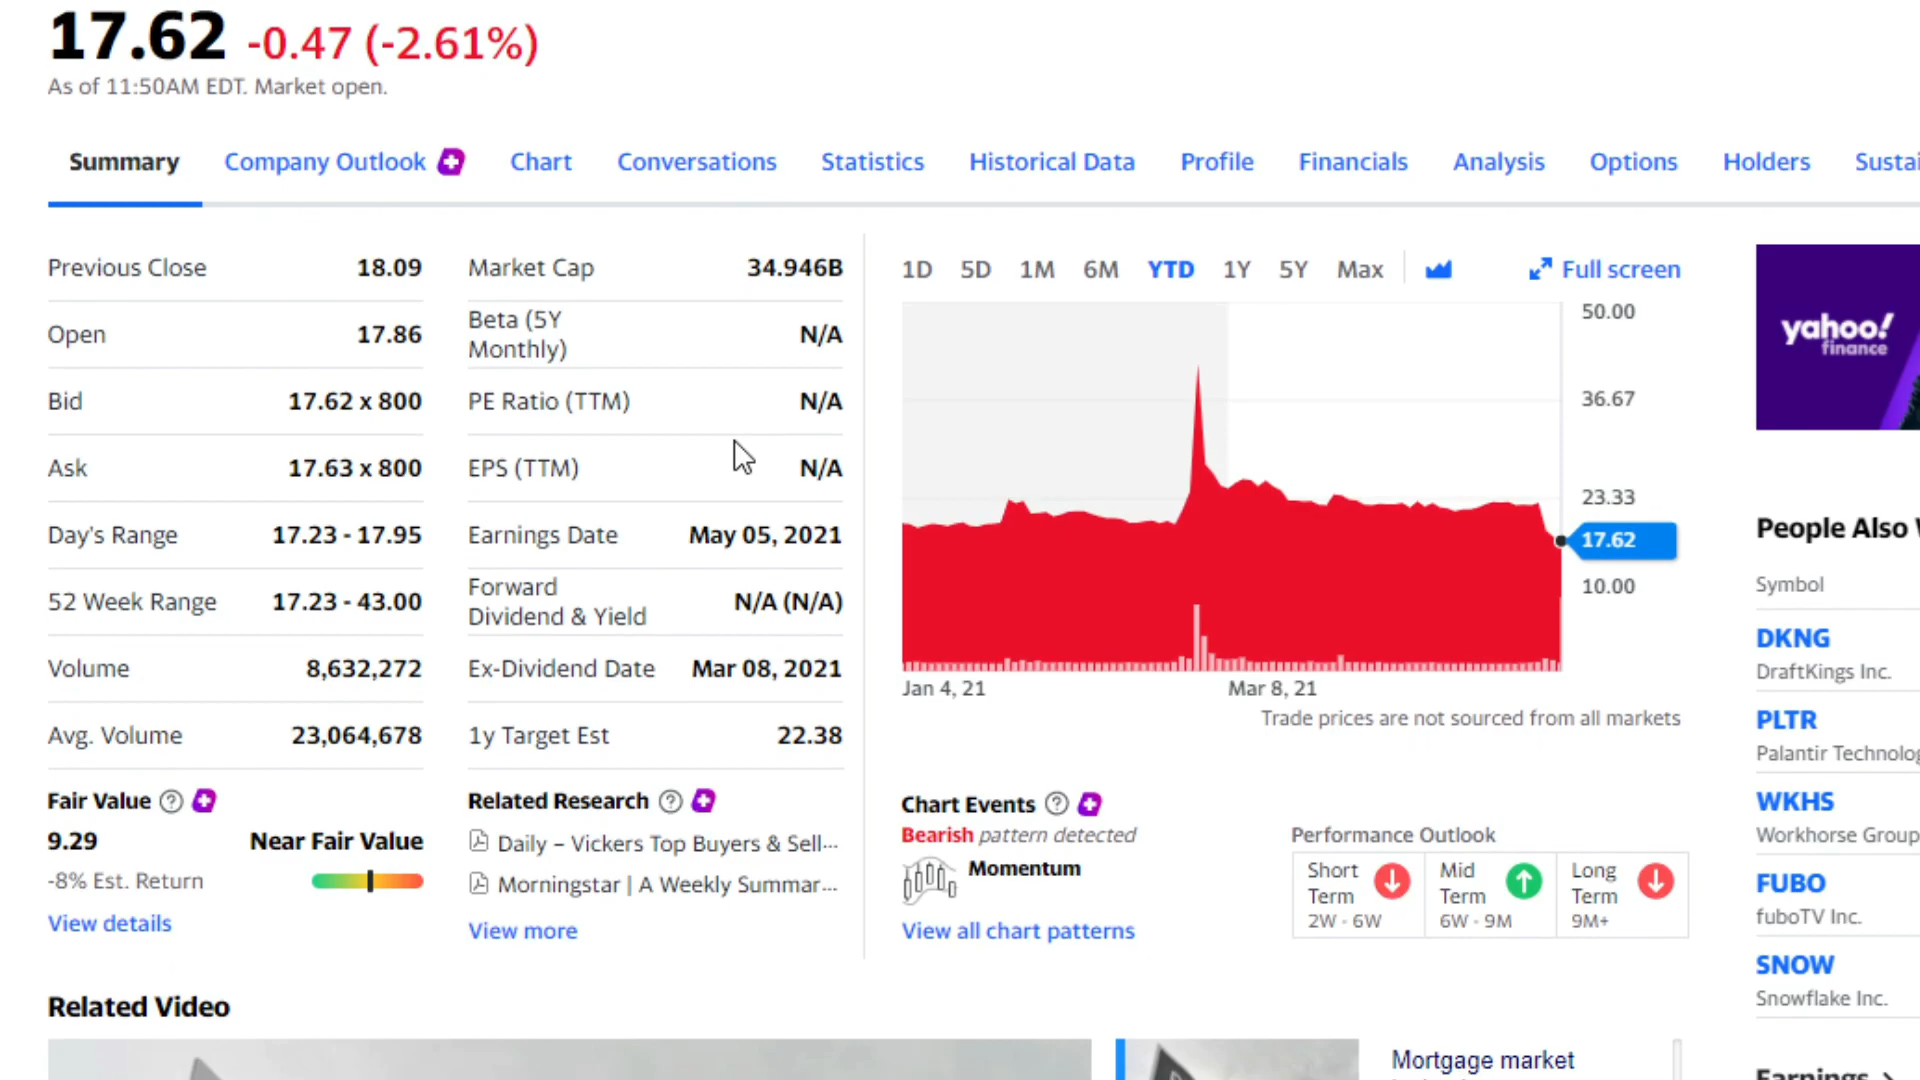 17.62 -0.47 (-2.61%)
As of 11:50AM EDT. Market open.
Summary Company Outlook Chart Conversations Statistics Historical Data Profile Financials Analysis Options Holders Sustai
Previous Close 18.09
Open 17.86
Bid 17.62 x 800
Ask 17.63 x 800
Day's Range 17.23 - 17.95
52 Week Range 17.23 - 43.00
Volume 8,632,272
Avg. Volume 23,064,678
Market Cap 34.946B
Beta (5Y
Monthly) N/A
PE Ratio (TTM) N/A
EPS (TTM) N/A
Earnings Date May 05, 2021
Forward
Dividend & Yield N/A (N/A)
Ex-Dividend Date Mar 08, 2021
1y Target Est 22.38
Fair Value ?
9.29 Near Fair Value
-8% Est. Return
View details
Related Research ?
Daily – Vickers Top Buyers & Sell...
Morningstar | A Weekly Summar...
View more
1D 5D 1M 6M YTD 1Y 5Y Max Full screen
50.00
36.67
23.33
17.62
10.00
Jan 4, 21 Mar 8, 21
Trade prices are not sourced from all markets
Chart Events ?
Bearish pattern detected
Momentum
View all chart patterns
Performance Outlook
Short
Term
2W - 6W
Mid
Term
6W - 9M
Long
Term
9M+
yahoo!
finance
People Also
Symbol
DKNG
DraftKings Inc.
PLTR
Palantir Technolog
WKHS
Workhorse Group
FUBO
fuboTV Inc.
SNOW
Snowflake Inc.
Earnings >
Related Video
Mortgage market